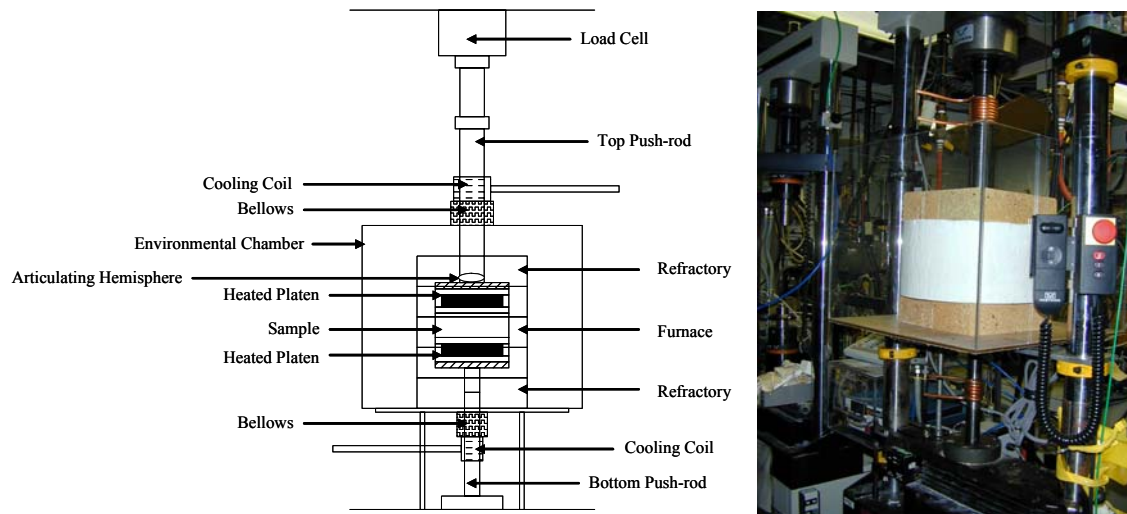 Load Cell
Top Push-rod
Cooling Coil
Bellows
Environmental Chamber
Refractory
Articulating Hemisphere
Heated Platen
Sample
Furnace
Heated Platen
Refractory
Bellows
Cooling Coil
Bottom Push-rod